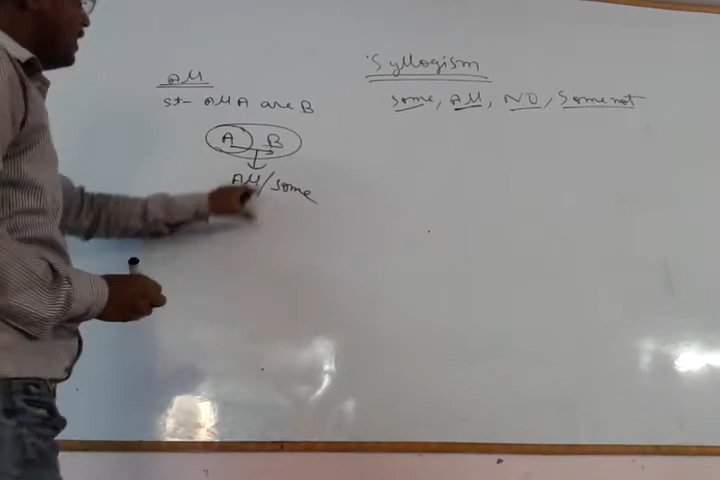 All
Syllogism
St- All A are B
Some, All, NO, Some not
A B
All/some